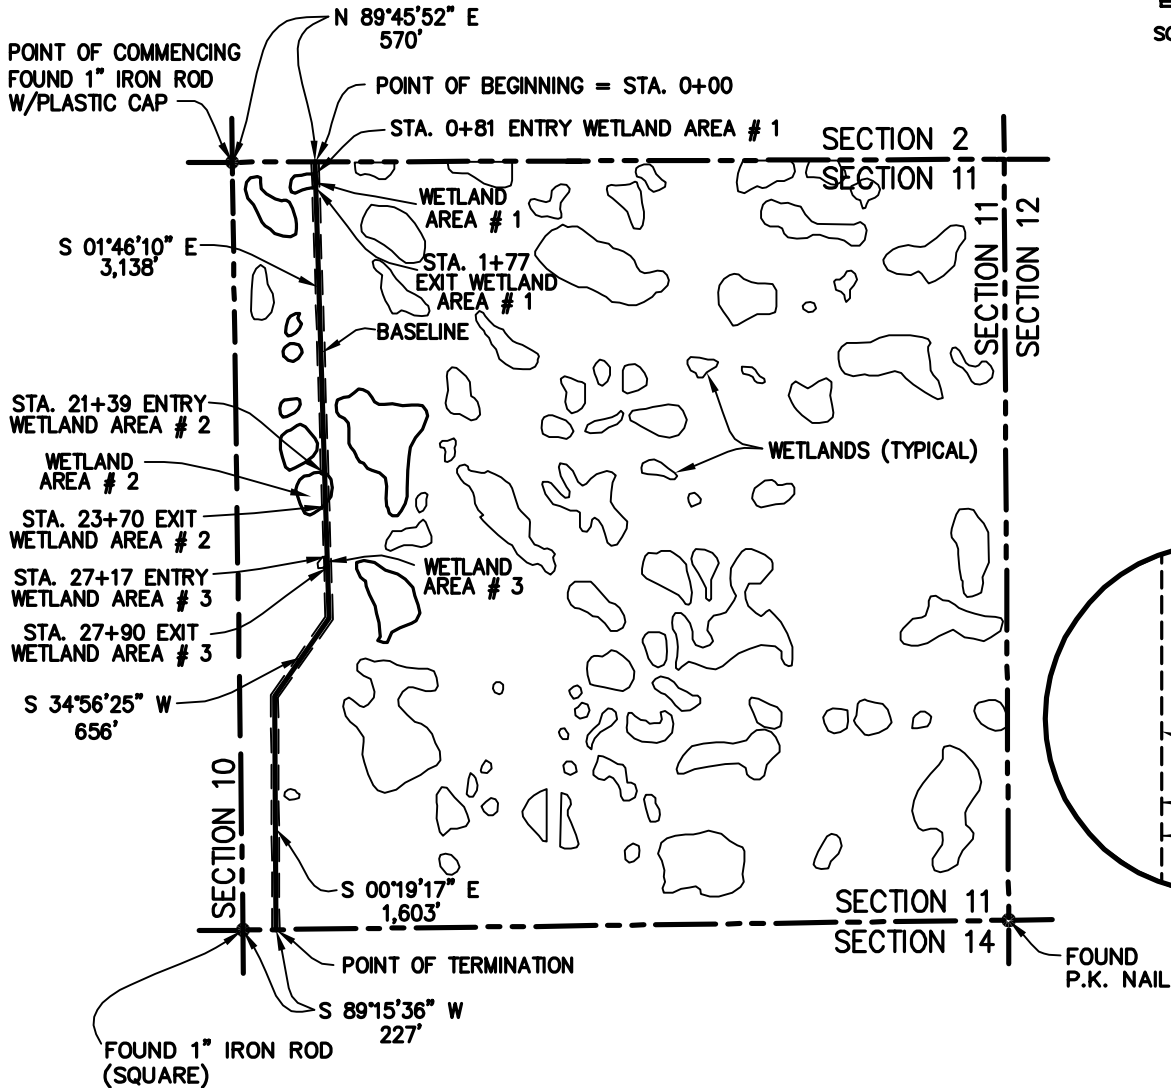 N 89°45'52" E
570'
POINT OF COMMENCING
FOUND 1" IRON ROD
W/PLASTIC CAP
POINT OF BEGINNING = STA. 0+00
STA. 0+81 ENTRY WETLAND AREA # 1
SECTION 2
SECTION 11
WETLAND
AREA # 1
SECTION 11
SECTION 12
S 01°46'10" E
3,138'
STA. 1+77
EXIT WETLAND
AREA # 1
BASELINE
STA. 21+39 ENTRY
WETLAND AREA # 2
WETLAND
AREA # 2
WETLANDS (TYPICAL)
STA. 23+70 EXIT
WETLAND AREA # 2
STA. 27+17 ENTRY
WETLAND AREA # 3
WETLAND
AREA # 3
STA. 27+90 EXIT
WETLAND AREA # 3
S 34°56'25" W
656'
SECTION 10
S 00°19'17" E
1,603'
SECTION 11
SECTION 14
POINT OF TERMINATION
FOUND
P.K. NAIL
S 89°15'36" W
227'
FOUND 1" IRON ROD
(SQUARE)